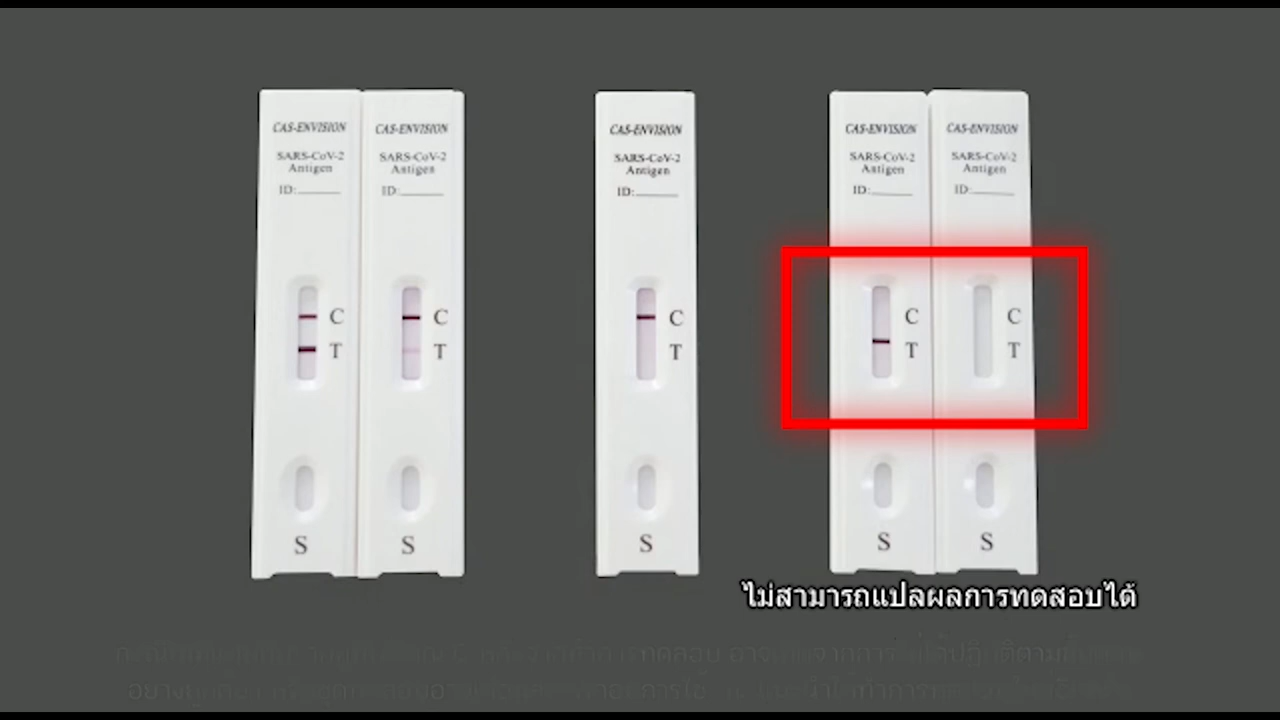 CAS-ENVISION
SARS-CoV-2
Antigen
ID:
C
T
S
CAS-ENVISION
SARS-CoV-2
Antigen
ID:
C
T
S
CAS-ENVISION
SARS-CoV-2
Antigen
ID:
C
T
S
CAS-ENVISION
SARS-CoV-2
Antigen
ID:
C
T
S
CAS-ENVISION
SARS-CoV-2
Antigen
ID:
C
T
S
ไม่สามารถแปลผลการทดสอบได้